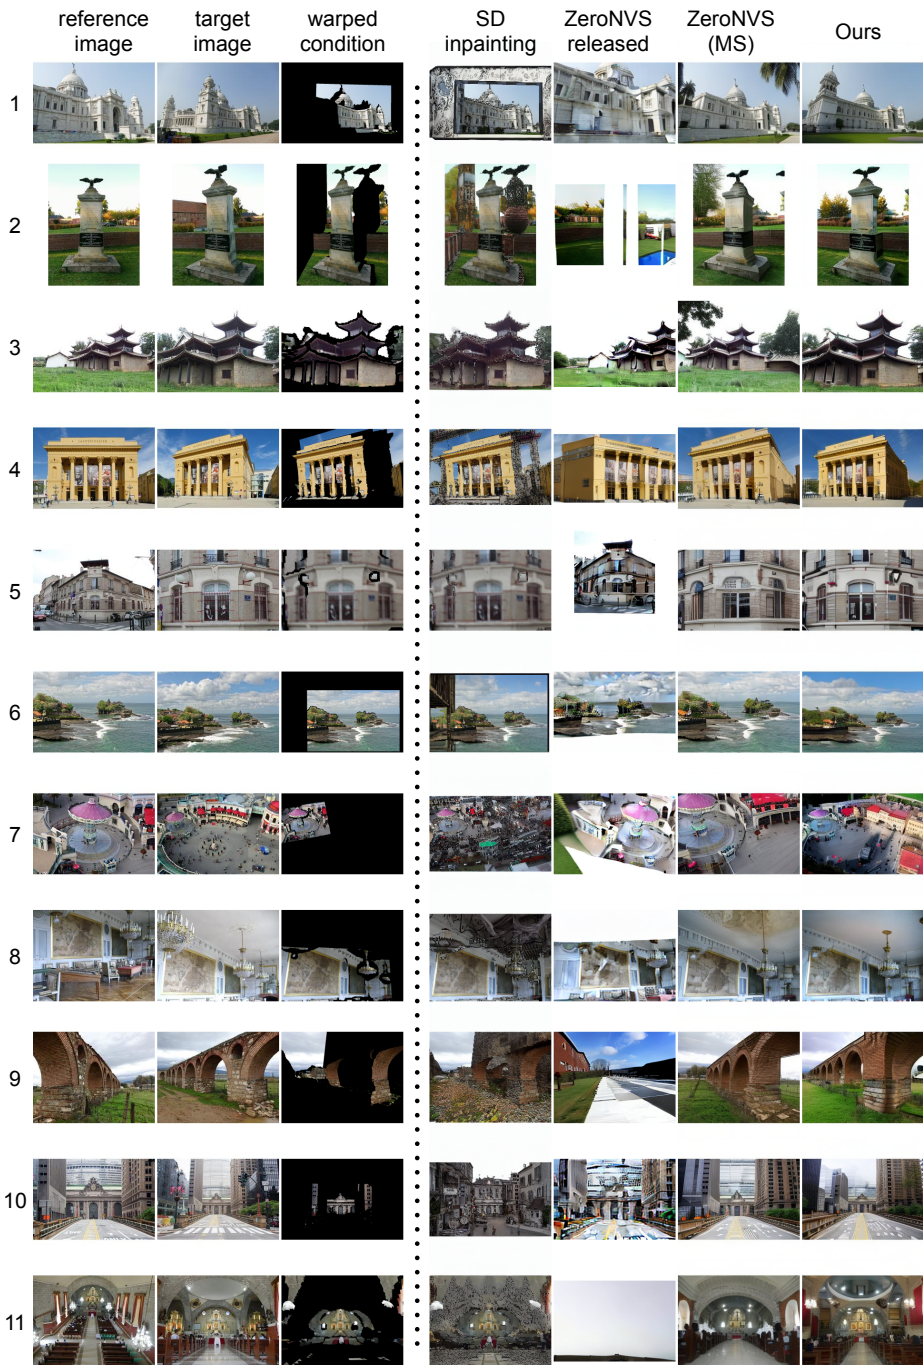 reference image
target image
warped condition
SD inpainting
ZeroNVS released
ZeroNVS (MS)
Ours
1
2
3
4
5
6
7
8
9
10
11